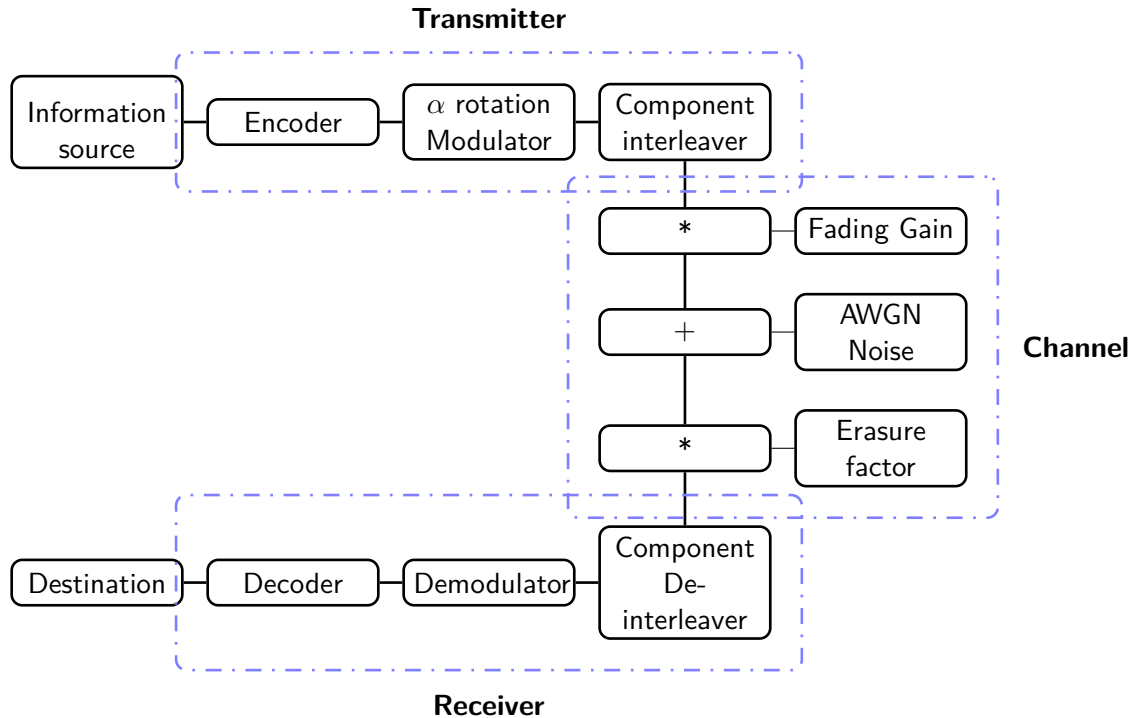 Transmitter
Information
source
Encoder
α rotation
Modulator
Component
interleaver
*
Fading Gain
+
AWGN
Noise
Channel
*
Erasure
factor
Destination
Decoder
Demodulator
Component
De-
interleaver
Receiver